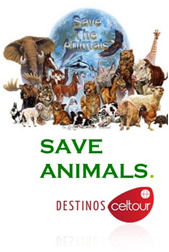 Save
The
Animals
SAVE
ANIMALS.
DESTINOS celtour